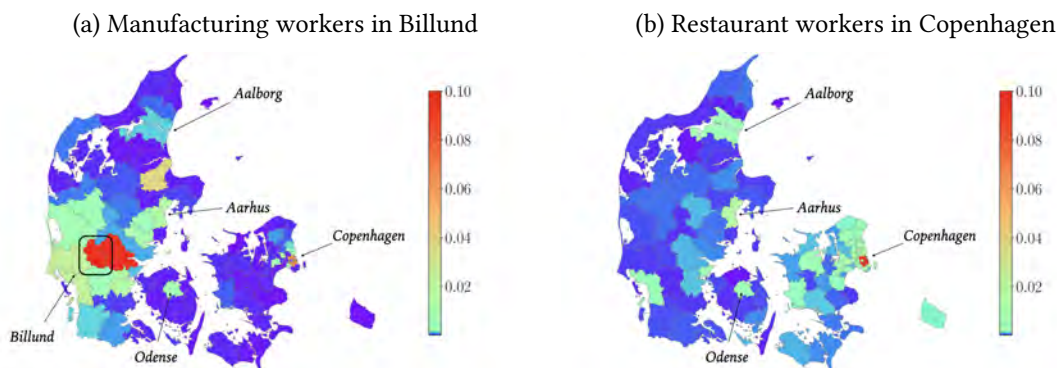 (a) Manufacturing workers in Billund
Aalborg
Aarhus
Copenhagen
Billund
Odense
0.10
0.08
0.06
0.04
0.02
(b) Restaurant workers in Copenhagen
Aalborg
Aarhus
Copenhagen
Odense
0.10
0.08
0.06
0.04
0.02